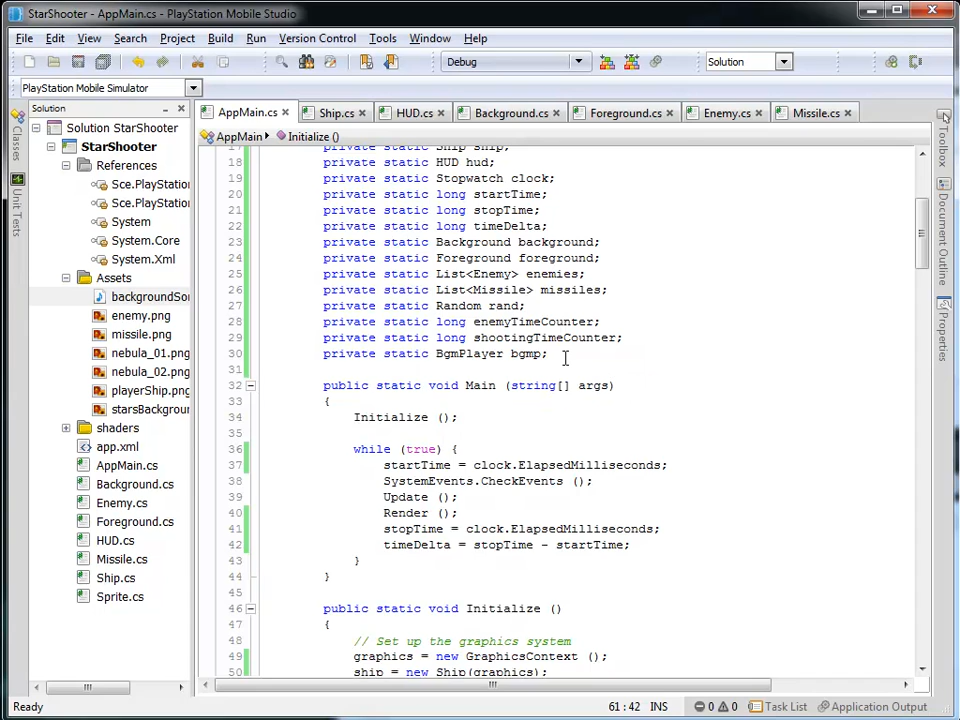 StarShooter - AppMain.cs - PlayStation Mobile Studio
File Edit View Search Project Build Run Version Control Tools Window Help
Debug
Solution
PlayStation Mobile Simulator
Solution
AppMain.cs
Ship.cs
HUD.cs
Background.cs
Foreground.cs
Enemy.cs
Missile.cs
AppMain
Initialize ()
Classes
Unit Tests
Toolbox
Document Outline
Properties
Solution StarShooter
StarShooter
References
Sce.PlayStation
Sce.PlayStation
System
System.Core
System.Xml
Assets
backgroundSo
enemy.png
missile.png
nebula_01.png
nebula_02.png
playerShip.png
starsBackgrou
shaders
app.xml
AppMain.cs
Background.cs
Enemy.cs
Foreground.cs
HUD.cs
Missile.cs
Ship.cs
Sprite.cs
17 private static Ship ship;
18 private static HUD hud;
19 private static Stopwatch clock;
20 private static long startTime;
21 private static long stopTime;
22 private static long timeDelta;
23 private static Background background;
24 private static Foreground foreground;
25 private static List<Enemy> enemies;
26 private static List<Missile> missiles;
27 private static Random rand;
28 private static long enemyTimeCounter;
29 private static long shootingTimeCounter;
30 private static BgmPlayer bgmp;
31
32 public static void Main (string[] args)
33 {
34 Initialize ();
35
36 while (true) {
37 startTime = clock.ElapsedMilliseconds;
38 SystemEvents.CheckEvents ();
39 Update ();
40 Render ();
41 stopTime = clock.ElapsedMilliseconds;
42 timeDelta = stopTime - startTime;
43 }
44 }
45
46 public static void Initialize ()
47 {
48 // Set up the graphics system
49 graphics = new GraphicsContext ();
50 ship = new Ship(graphics);
Ready
61 : 42 INS
0 0
Task List
Application Output